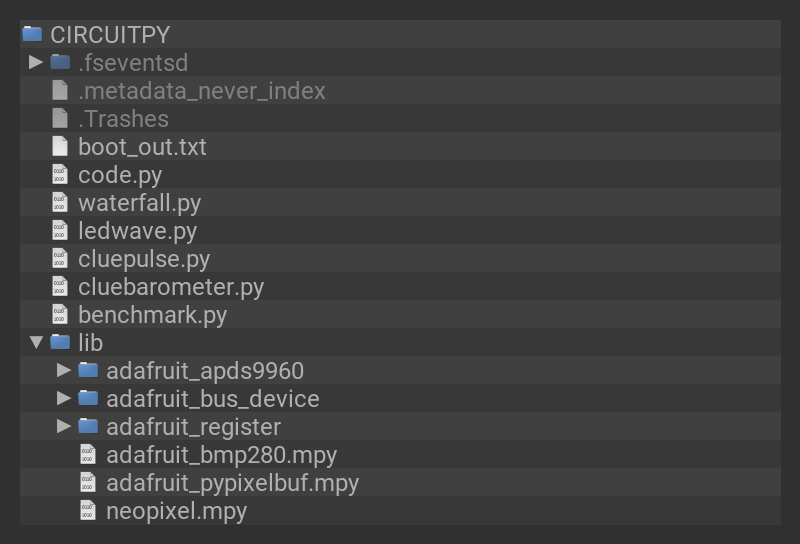 CIRCUITPY
.fseventsd
.metadata_never_index
.Trashes
boot_out.txt
code.py
waterfall.py
ledwave.py
cluepulse.py
cluebarometer.py
benchmark.py
lib
adafruit_apds9960
adafruit_bus_device
adafruit_register
adafruit_bmp280.mpy
adafruit_pypixelbuf.mpy
neopixel.mpy